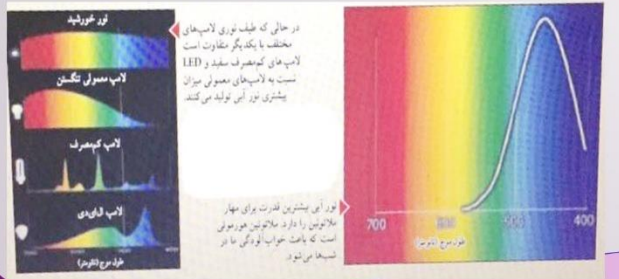 نور خورشید
لامپ معمولی تنگستن
لامپ کم‌مصرف
لامپ ال‌ای‌دی
طول موج (نانومتر)
در حالی که طیف نوری لامپ‌های
مختلف با یکدیگر متفاوت است
لامپ های کم‌مصرف سفید و LED
نسبت به لامپ‌های معمولی میزان
بیشتری نور آبی تولید می‌کنند.
نور آبی بیشترین قدرت برای مهار
ملاتونین را دارد. ملاتونین هورمونی
است که باعث خواب‌آلودگی ما در
شب‌ها می‌شود.
700 600 500 400
طول موج (نانومتر)